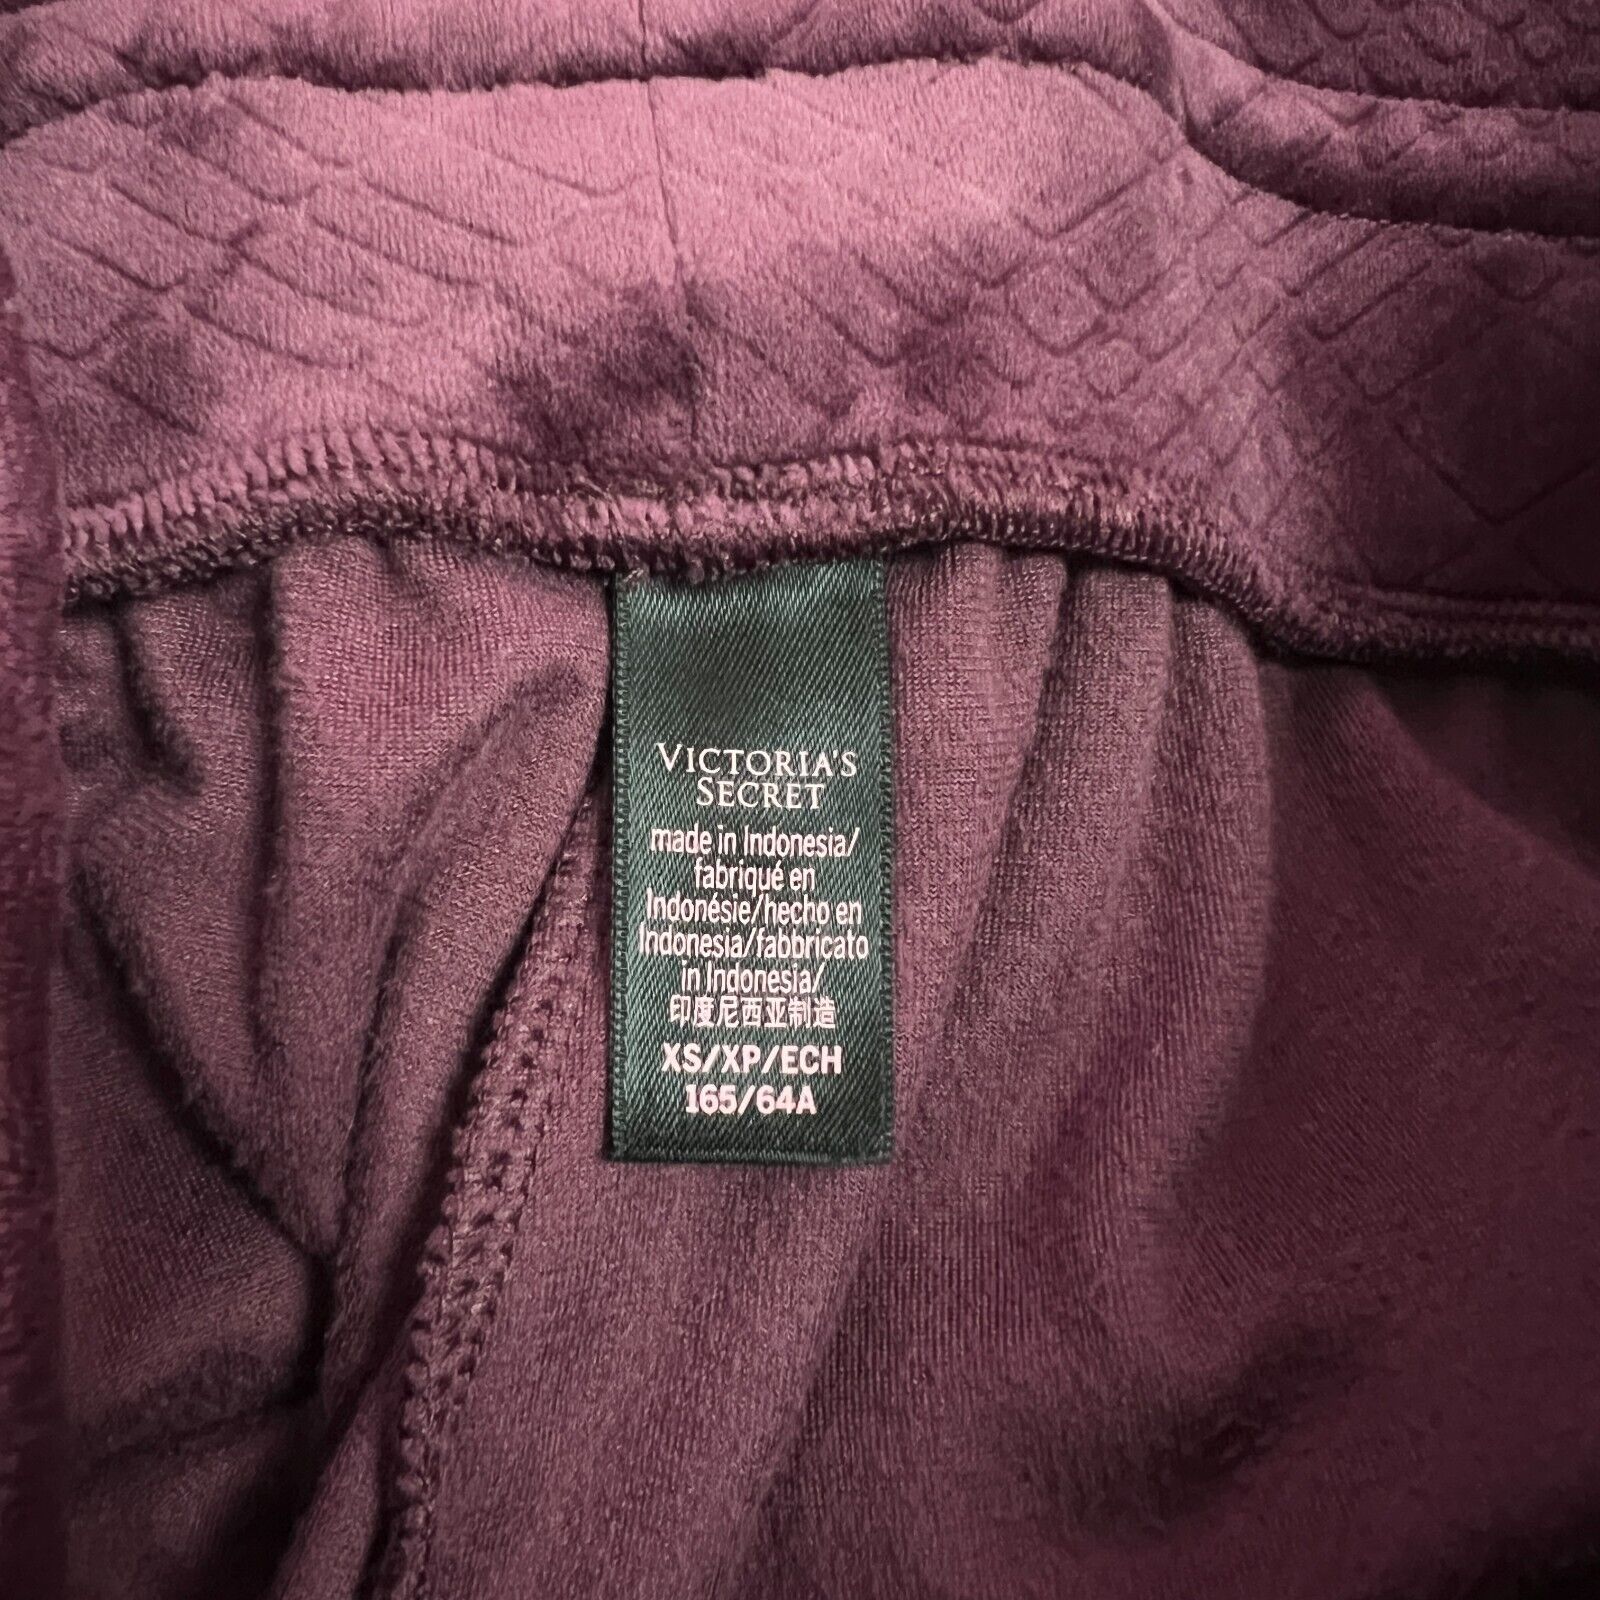 VICTORIA'S
SECRET
made in Indonesia/
fabriqué en
Indonésie/hecho en
Indonesia/fabbricato
in Indonesia/
印度尼西亚制造
XS/XP/ECH
165/64A